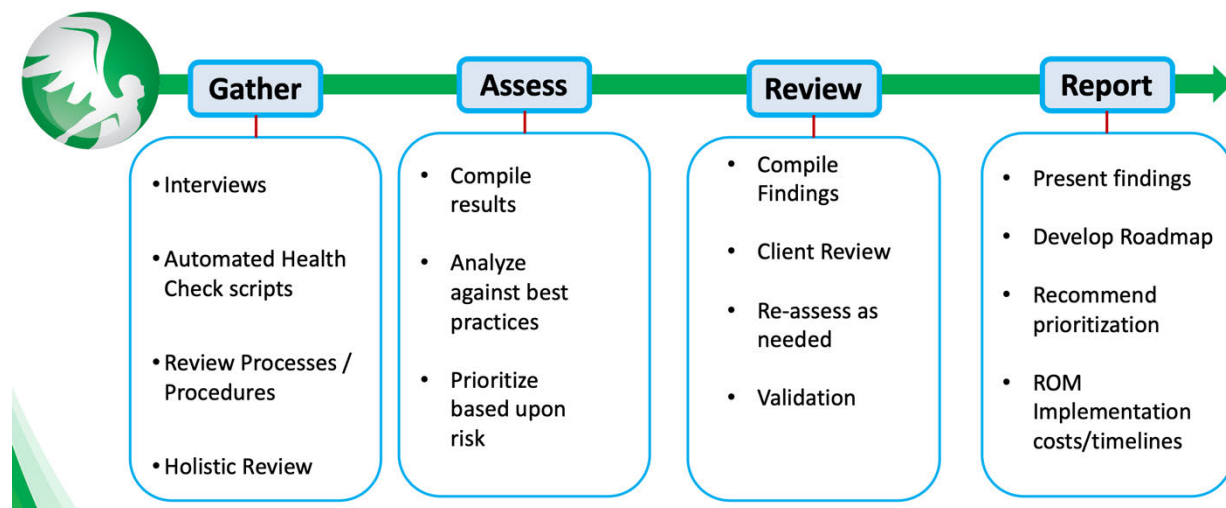 Gather
Assess
Review
Report
• Interviews
• Automated Health
Check scripts
• Review Processes /
Procedures
• Holistic Review
• Compile
results
• Analyze
against best
practices
• Prioritize
based upon
risk
• Compile
Findings
• Client Review
• Re-assess as
needed
• Validation
• Present findings
• Develop Roadmap
• Recommend
prioritization
• ROM
Implementation
costs/timelines